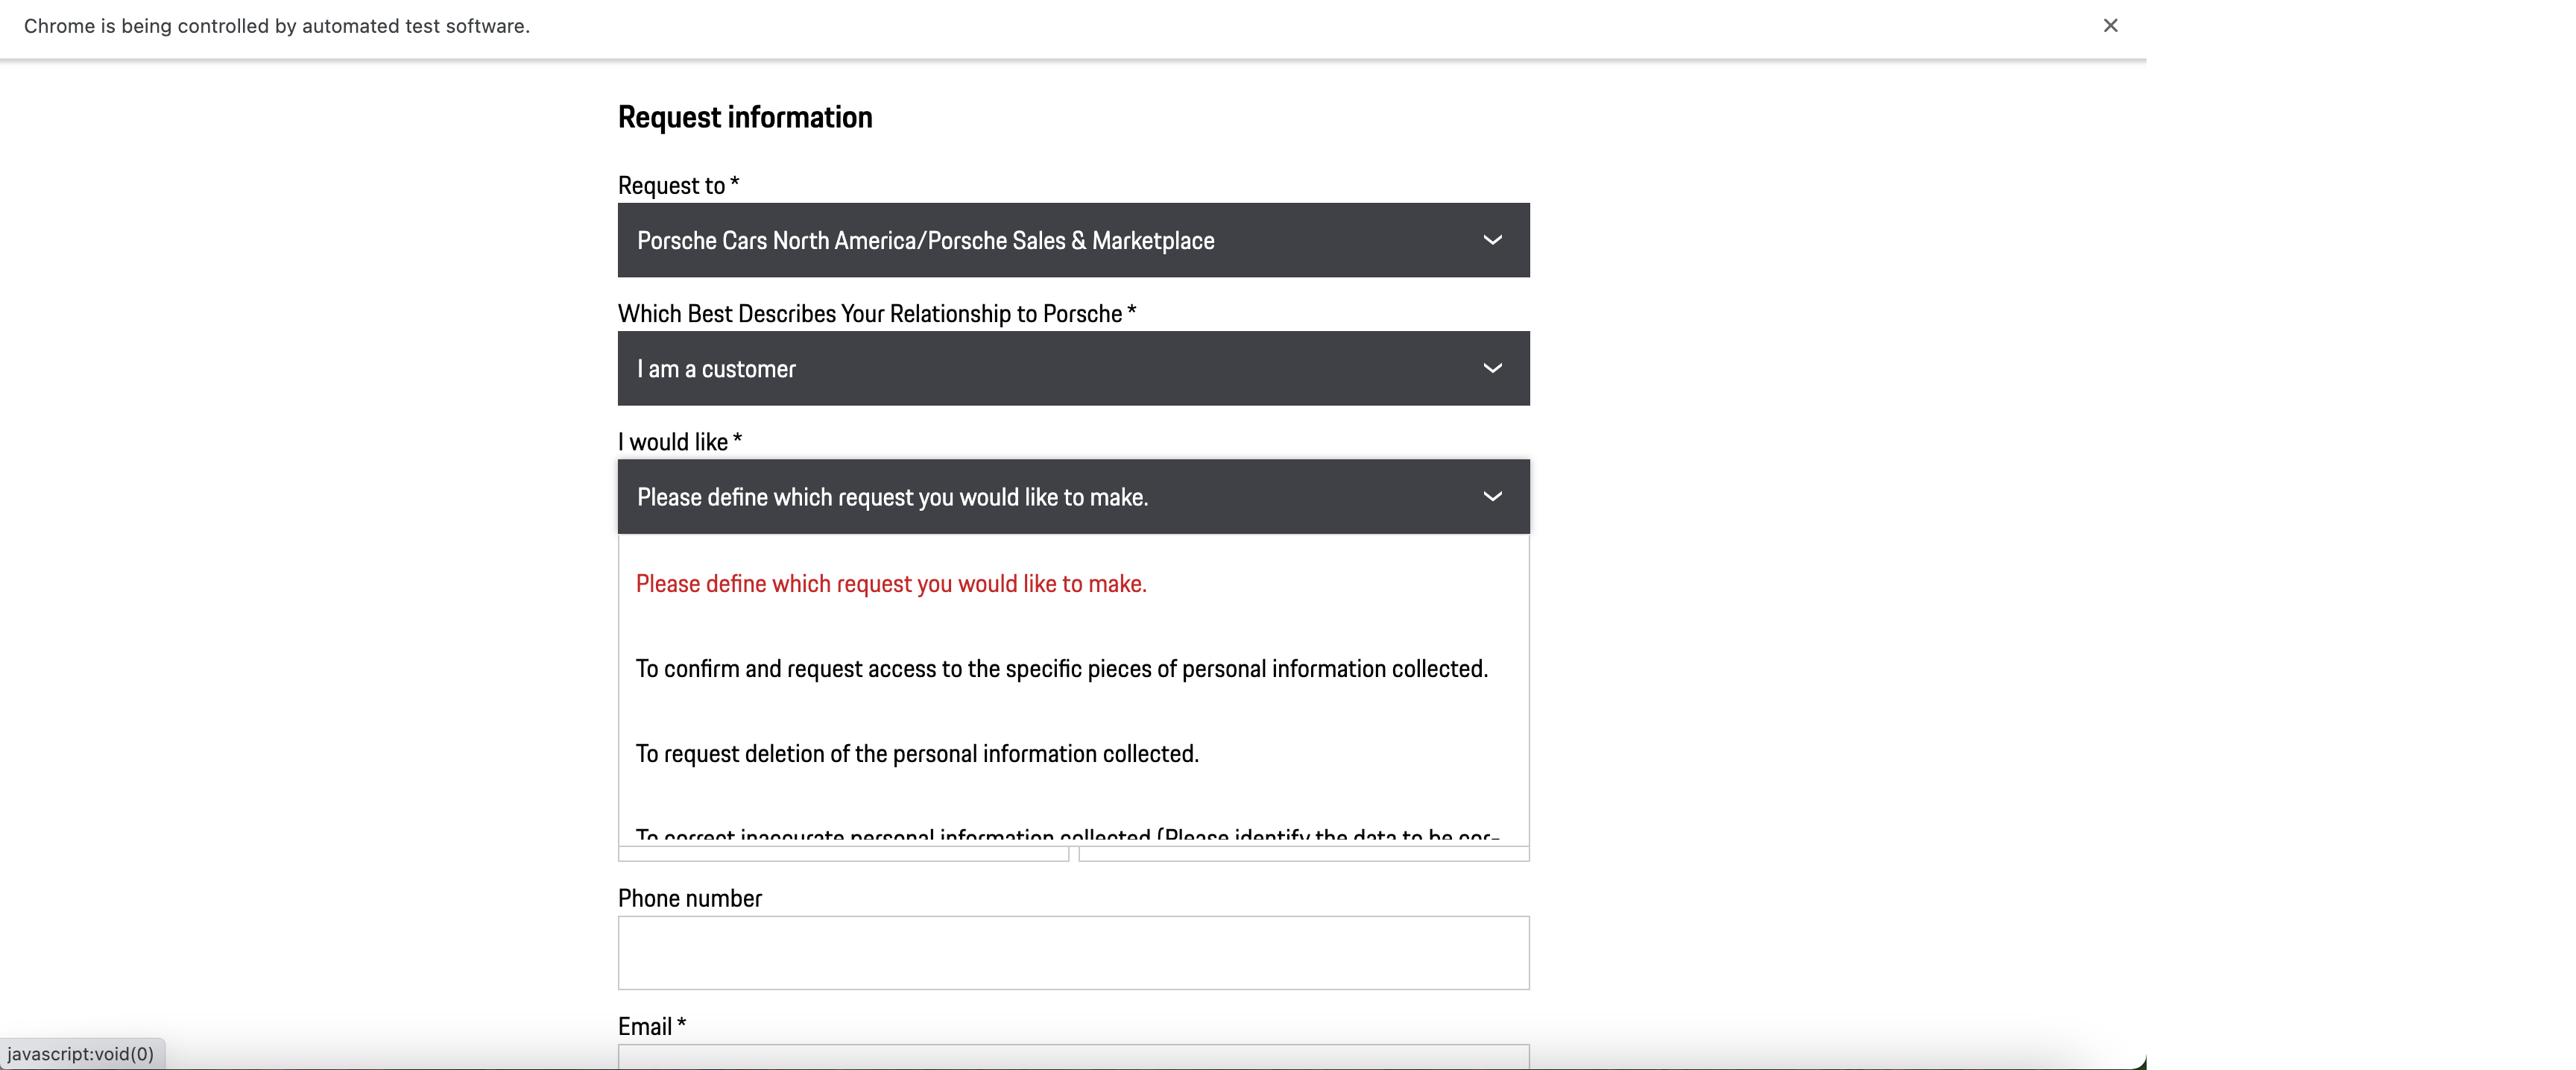 Chrome is being controlled by automated test software.
Request information
Request to *
Porsche Cars North America/Porsche Sales & Marketplace
Which Best Describes Your Relationship to Porsche *
I am a customer
I would like *
Please define which request you would like to make.
Please define which request you would like to make.
To confirm and request access to the specific pieces of personal information collected.
To request deletion of the personal information collected.
To correct inaccurate personal information collected (Please identify the data to be cor-
Phone number
Email *
javascript:void(0)